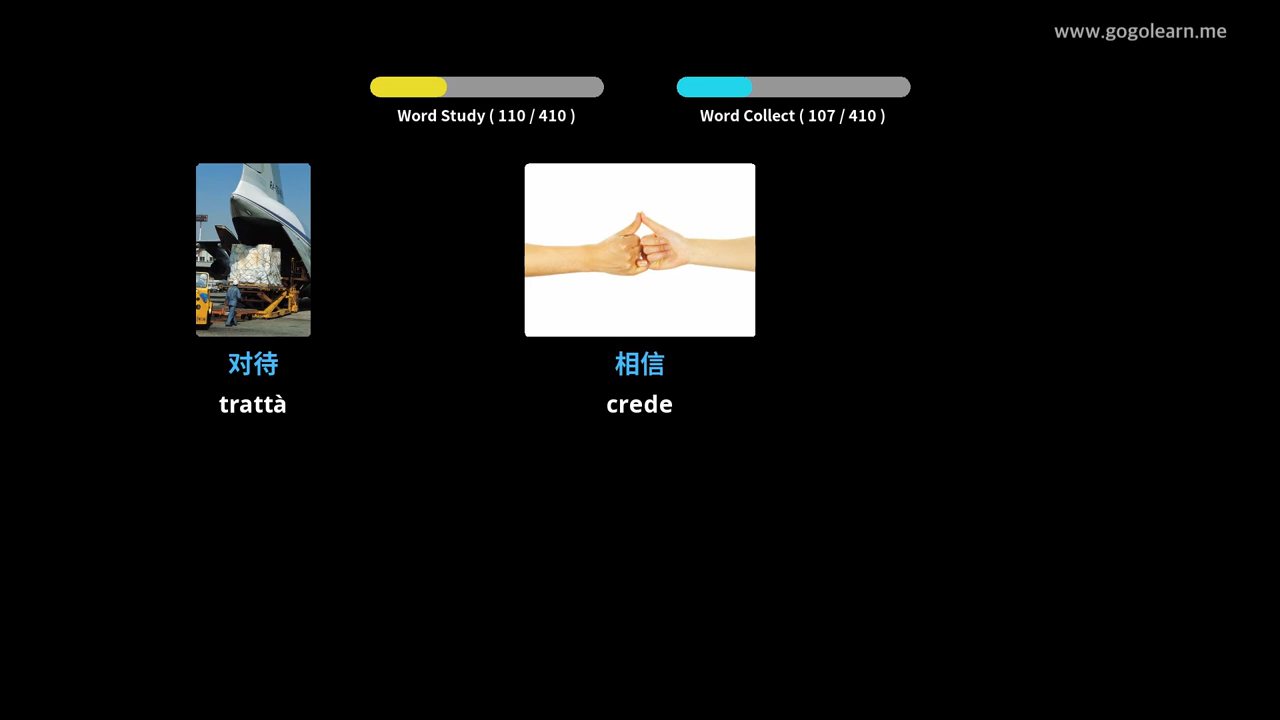 www.gogolearn.me
Word Study ( 110 / 410 )
Word Collect ( 107 / 410 )
对待
trattà
相信
crede